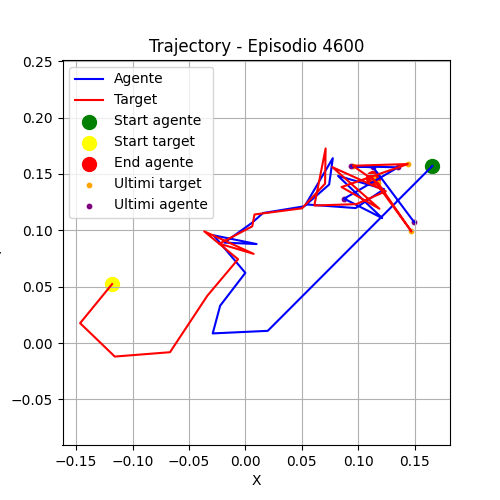 Trajectory - Episodio 4600
0.25
0.20
0.15
0.10
0.05
0.00
−0.05
Agente
Target
Start agente
Start target
End agente
Ultimi target
Ultimi agente
−0.15
−0.10
−0.05
0.00
0.05
0.10
0.15
X